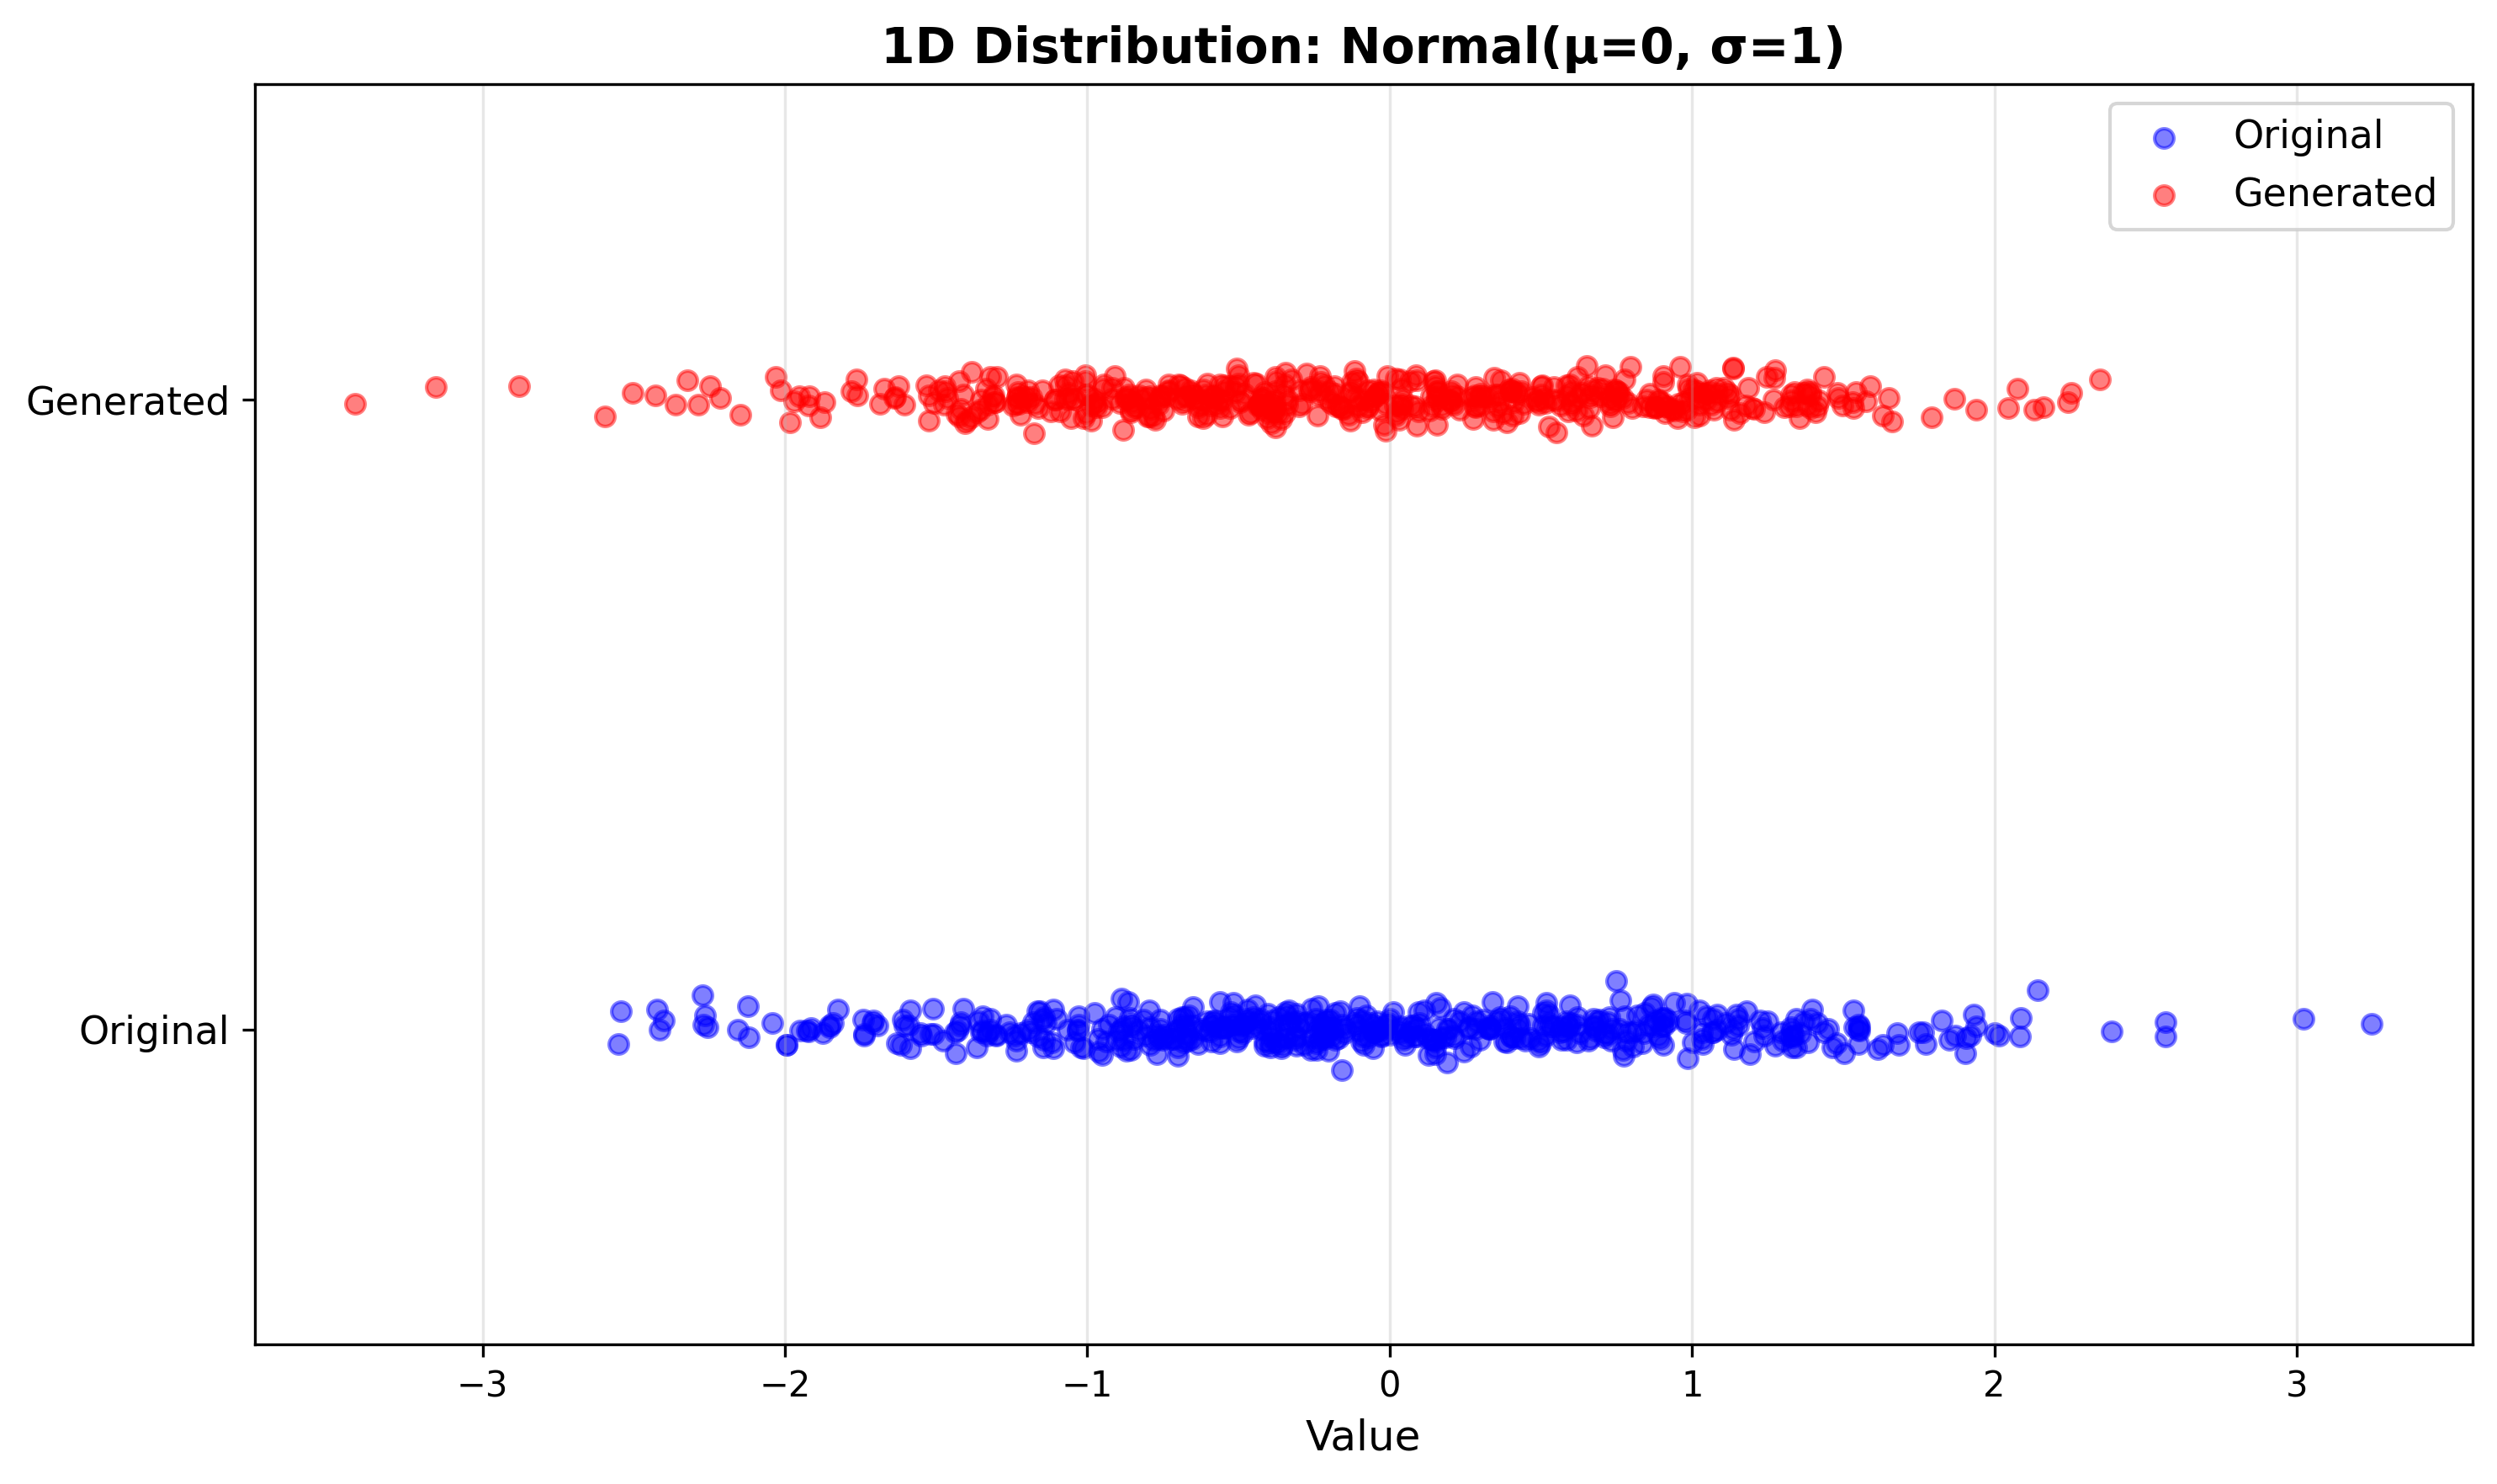 1D Distribution: Normal(μ=0, σ=1)
Original
Generated
Generated
Original
−3 −2 −1 0 1 2 3
Value